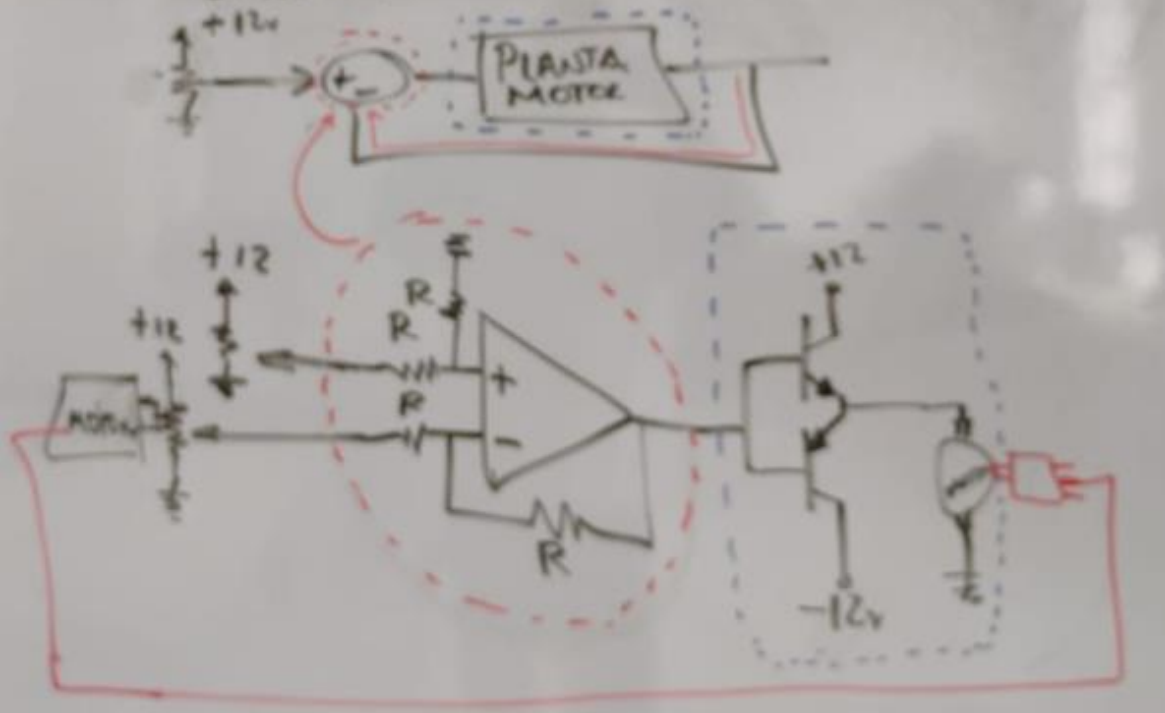 +12v
+ -
PLANTA
MOTOR
+12
+12
R
R
R
+
-
MOTOR
R
+12
-12v